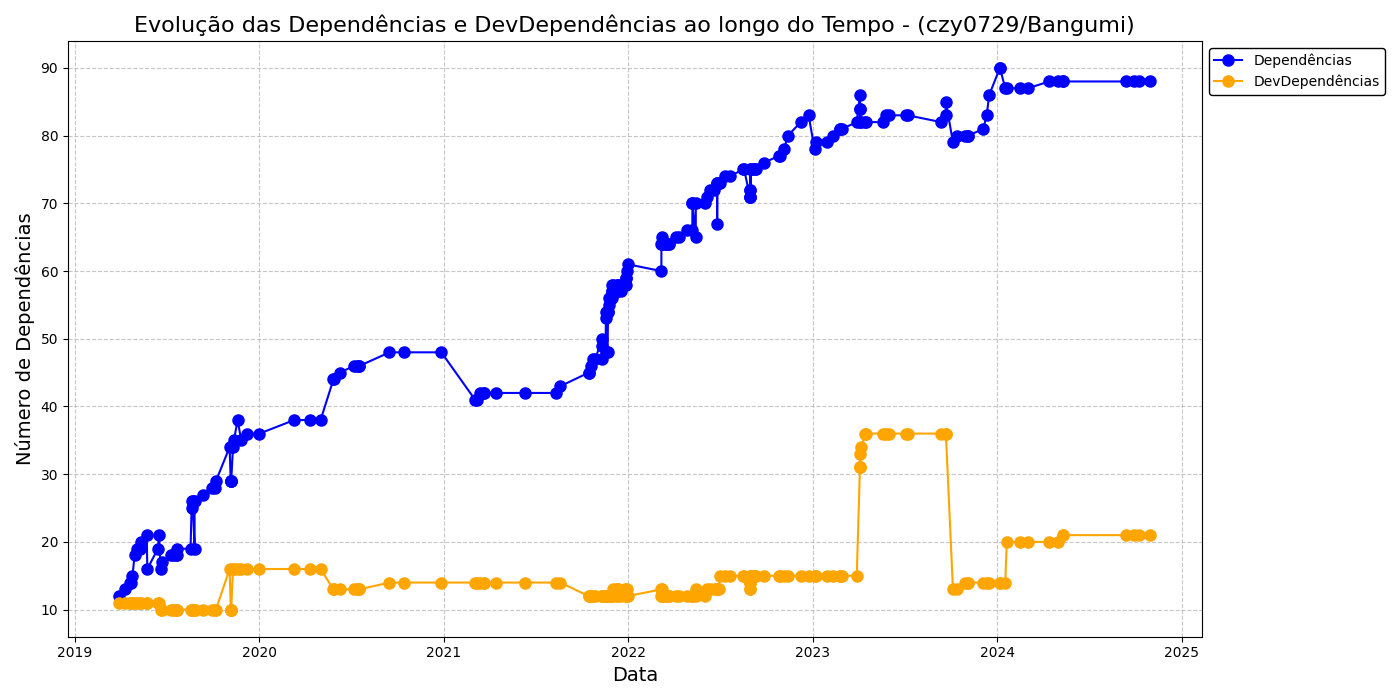 Evolução das Dependências e DevDependências ao longo do Tempo - (czy0729/Bangumi)
Dependências
DevDependências
Número de Dependências
90
80
70
60
50
40
30
20
10
2019 2020 2021 2022 2023 2024 2025
Data